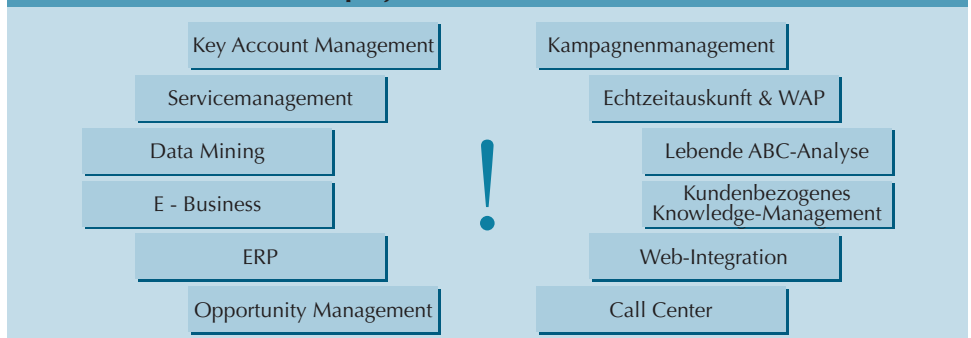 Key Account Management
Kampagnenmanagement
Servicemanagement
Echtzeitauskunft & WAP
Data Mining
Lebende ABC-Analyse
!
E - Business
Kundenbezogenes
Knowledge-Management
ERP
Web-Integration
Opportunity Management
Call Center